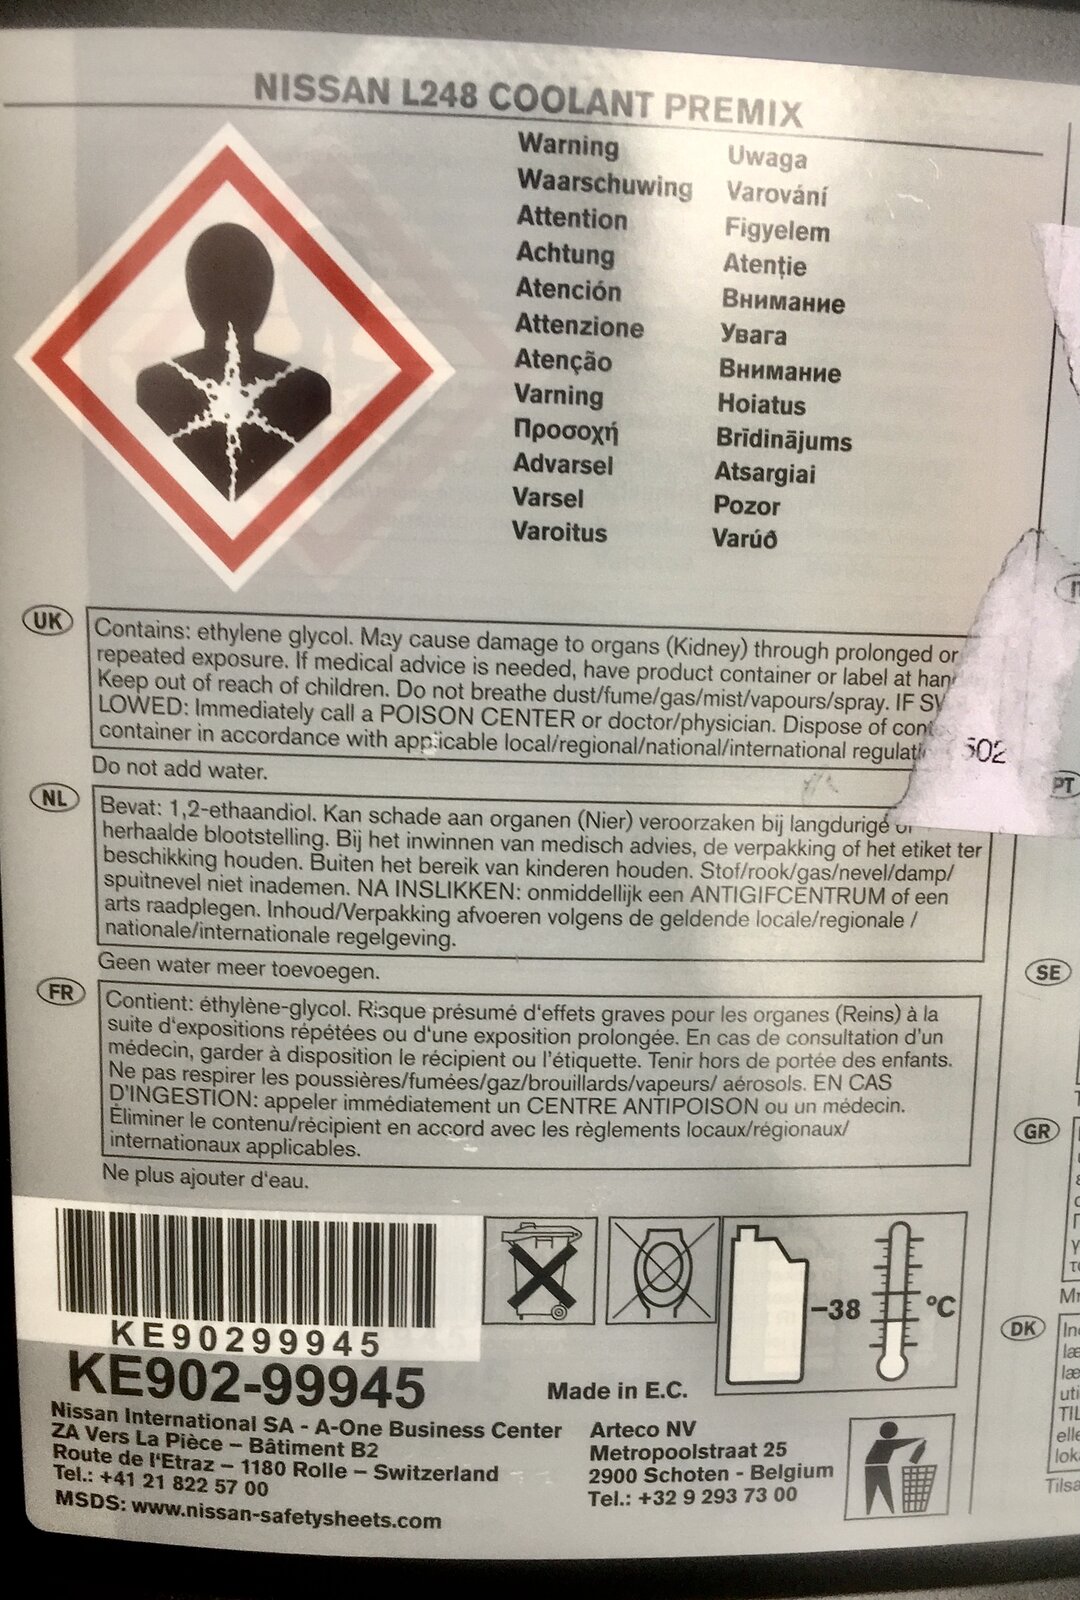 NISSAN L248 COOLANT PREMIX
Warning
Waarschuwing
Attention
Achtung
Atención
Attenzione
Atenção
Varning
Προσοχή
Advarsel
Varsel
Varoitus
Uwaga
Varování
Figyelem
Atenție
Внимание
Увага
Внимание
Hoiatus
Brīdinājums
Atsargiai
Pozor
Varúð
UK
Contains: ethylene glycol. May cause damage to organs (Kidney) through prolonged or
repeated exposure. If medical advice is needed, have product container or label at
Keep out of reach of children. Do not breathe dust/fume/gas/mist/vapours/spray. IF
LOWED: Immediately call a POISON CENTER or doctor/physician. Dispose of
container in accordance with applicable local/regional/national/international
Do not add water.
502
NL
Bevat: 1,2-ethaandiol. Kan schade aan organen (Nier) veroorzaken bij langdurige of
herhaalde blootstelling. Bij het inwinnen van medisch advies, de verpakking of het etiket ter
beschikking houden. Buiten het bereik van kinderen houden. Stof/rook/gas/nevel/damp/
spuitnevel niet inademen. NA INSLIKKEN: onmiddellijk een ANTIGIFCENTRUM of een
arts raadplegen. Inhoud/Verpakking afvoeren volgens de geldende locale/regionale /
nationale/internationale regelgeving.
Geen water meer toevoegen.
FR
Contient: éthylène-glycol. Risque présumé d'effets graves pour les organes (Reins) à la
suite d'expositions répétées ou d'une exposition prolongée. En cas de consultation d'un
médecin, garder à disposition le récipient ou l'étiquette. Tenir hors de portée des enfants.
Ne pas respirer les poussières/fumées/gaz/brouillards/vapeurs/ aérosols. EN CAS
D'INGESTION: appeler immédiatement un CENTRE ANTIPOISON ou un médecin.
Éliminer le contenu/récipient en accord avec les règlements locaux/régionaux/
internationaux applicables.
Ne plus ajouter d'eau.
KE90299945
KE902-99945
–38
°C
Made in E.C.
Nissan International SA - A-One Business Center
ZA Vers La Pièce – Bâtiment B2
Route de l'Etraz – 1180 Rolle – Switzerland
Tel.: +41 21 822 57 00
MSDS: www.nissan-safetysheets.com
Arteco NV
Metropoolstraat 25
2900 Schoten - Belgium
Tel.: +32 9 293 73 00
PT
SE
GR
DK